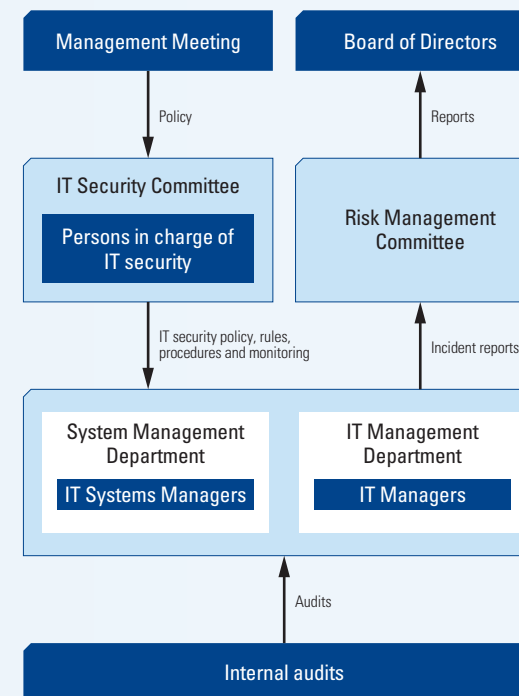 Management Meeting
Board of Directors
Policy
Reports
IT Security Committee
Persons in charge of
IT security
Risk Management
Committee
IT security policy, rules,
procedures and monitoring
Incident reports
System Management
Department
IT Systems Managers
IT Management
Department
IT Managers
Audits
Internal audits